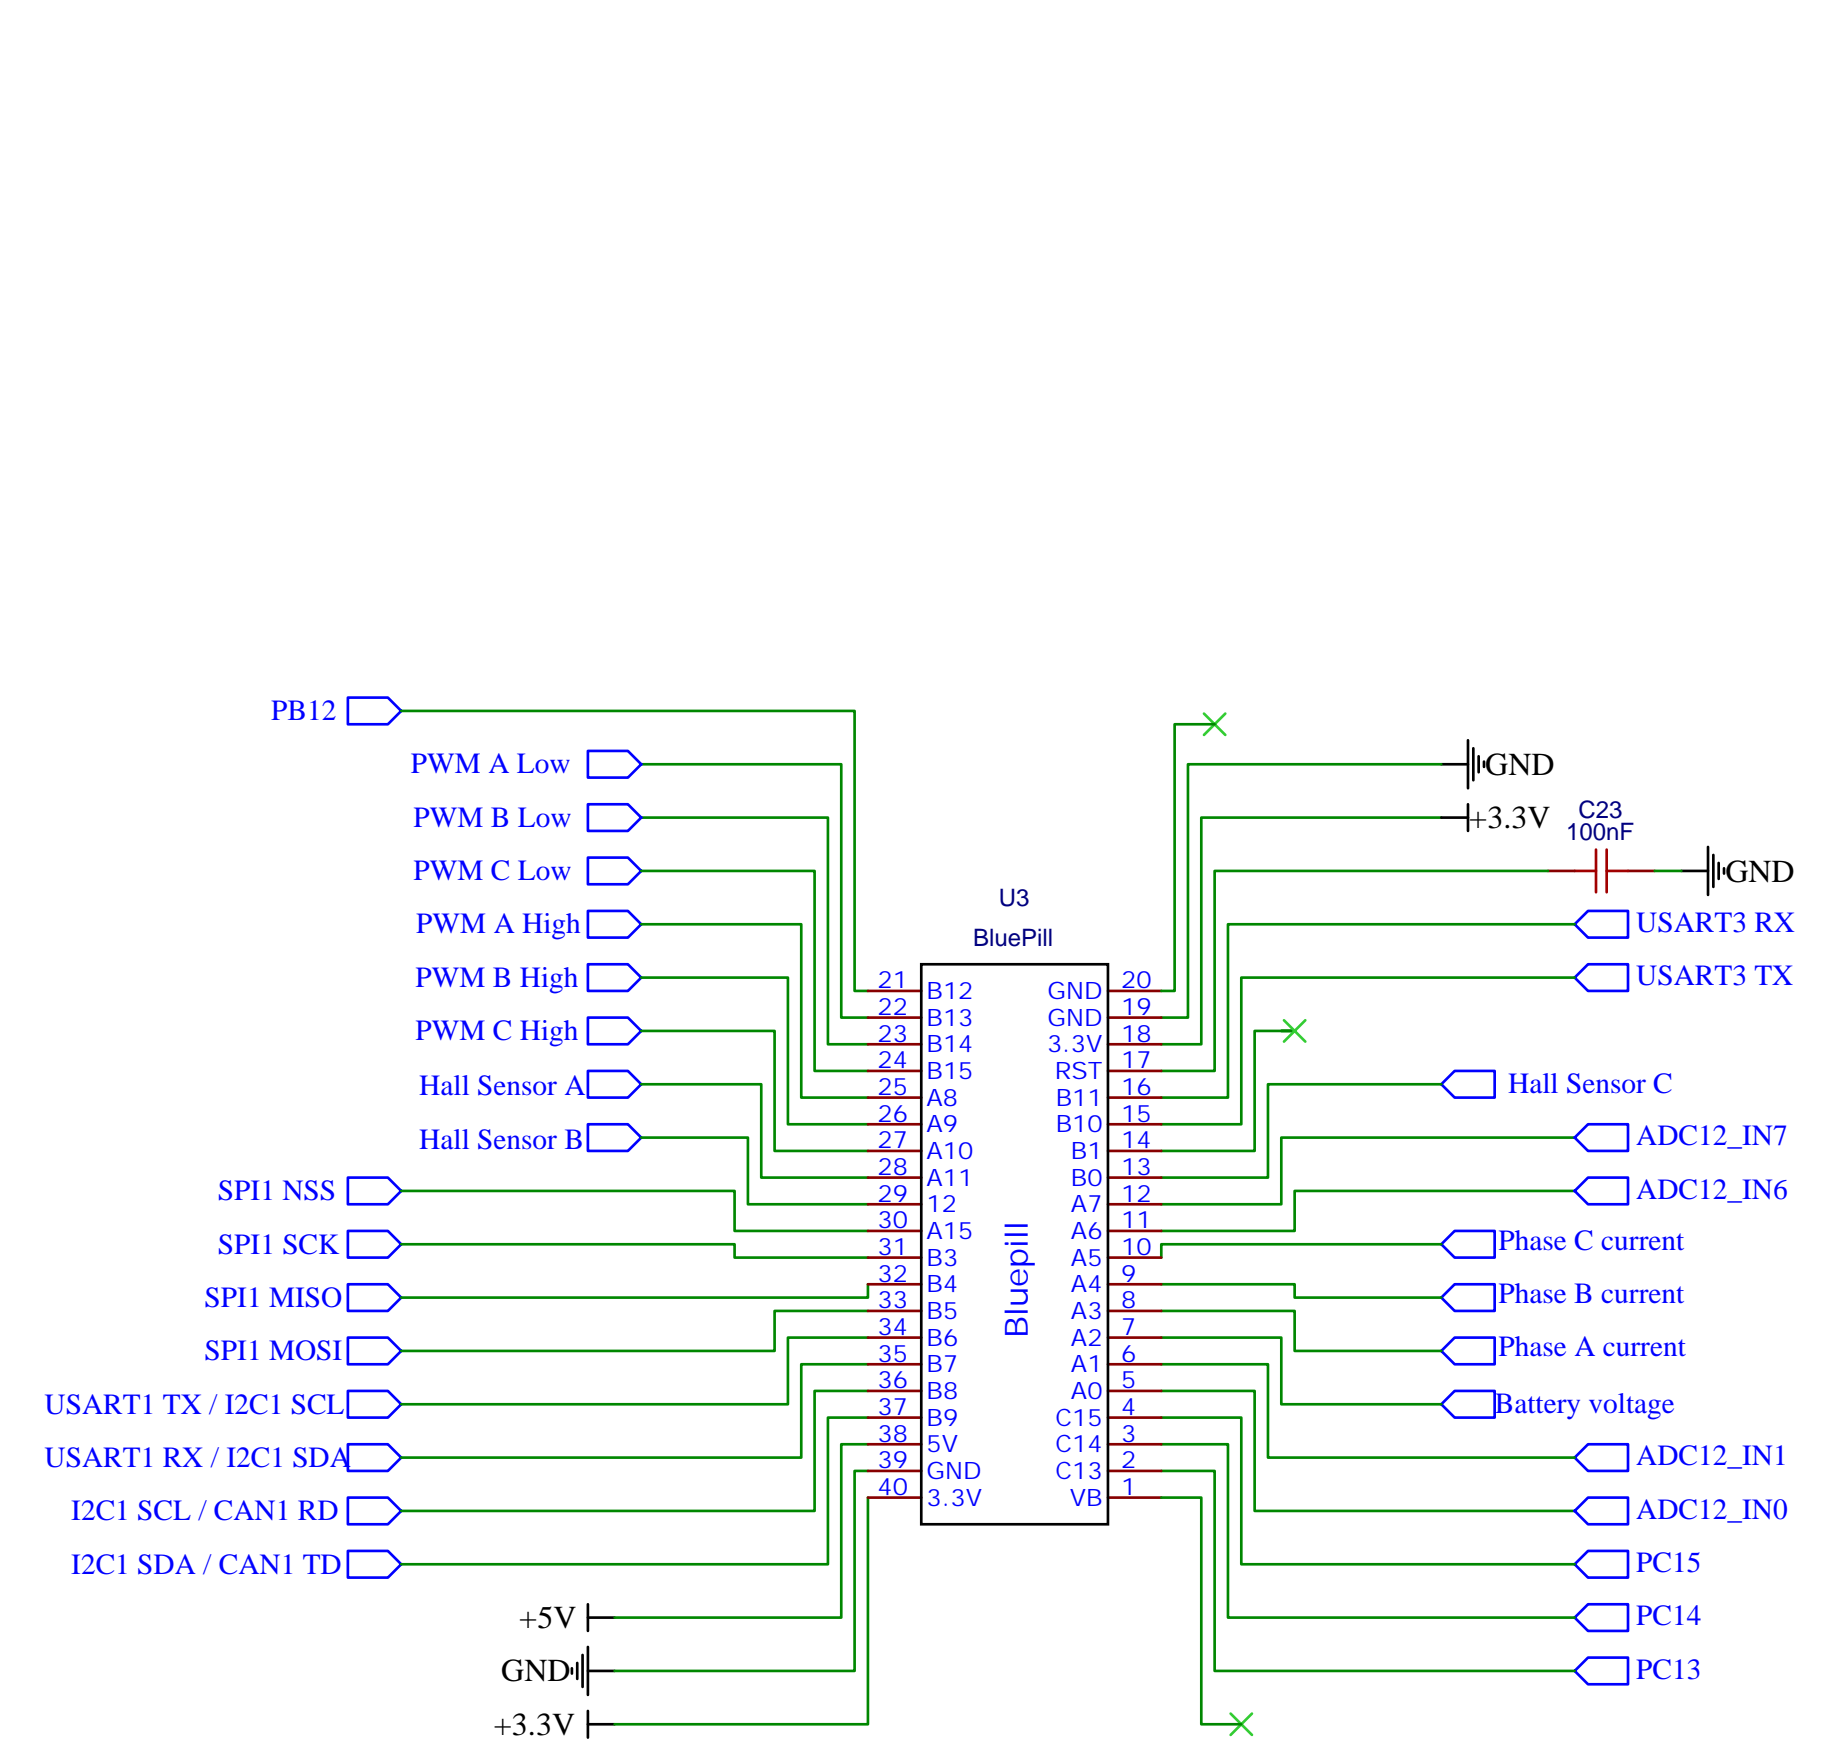 PB12
PWM A Low
GND
PWM B Low
+3.3V
C23
100nF
PWM C Low
GND
U3
PWM A High
USART3 RX
BluePill
PWM B High
USART3 TX
PWM C High
Hall Sensor A
Hall Sensor C
Hall Sensor B
ADC12_IN7
SPI1 NSS
ADC12_IN6
SPI1 SCK
Phase C current
SPI1 MISO
Phase B current
SPI1 MOSI
Phase A current
USART1 TX / I2C1 SCL
Battery voltage
USART1 RX / I2C1 SDA
ADC12_IN1
I2C1 SCL / CAN1 RD
ADC12_IN0
I2C1 SDA / CAN1 TD
PC15
+5V
PC14
GND
PC13
+3.3V
21 B12 GND 20
22 B13 GND 19
23 B14 3.3V 18
24 B15 RST 17
25 A8 B11 16
26 A9 B10 15
27 A10 B1 14
28 A11 B0 13
29 12 A7 12
30 A15 A6 11
31 B3 A5 10
32 B4 A4 9
33 B5 A3 8
34 B6 A2 7
35 B7 A1 6
36 B8 A0 5
37 B9 C15 4
38 5V C14 3
39 GND C13 2
40 3.3V VB 1
Bluepill